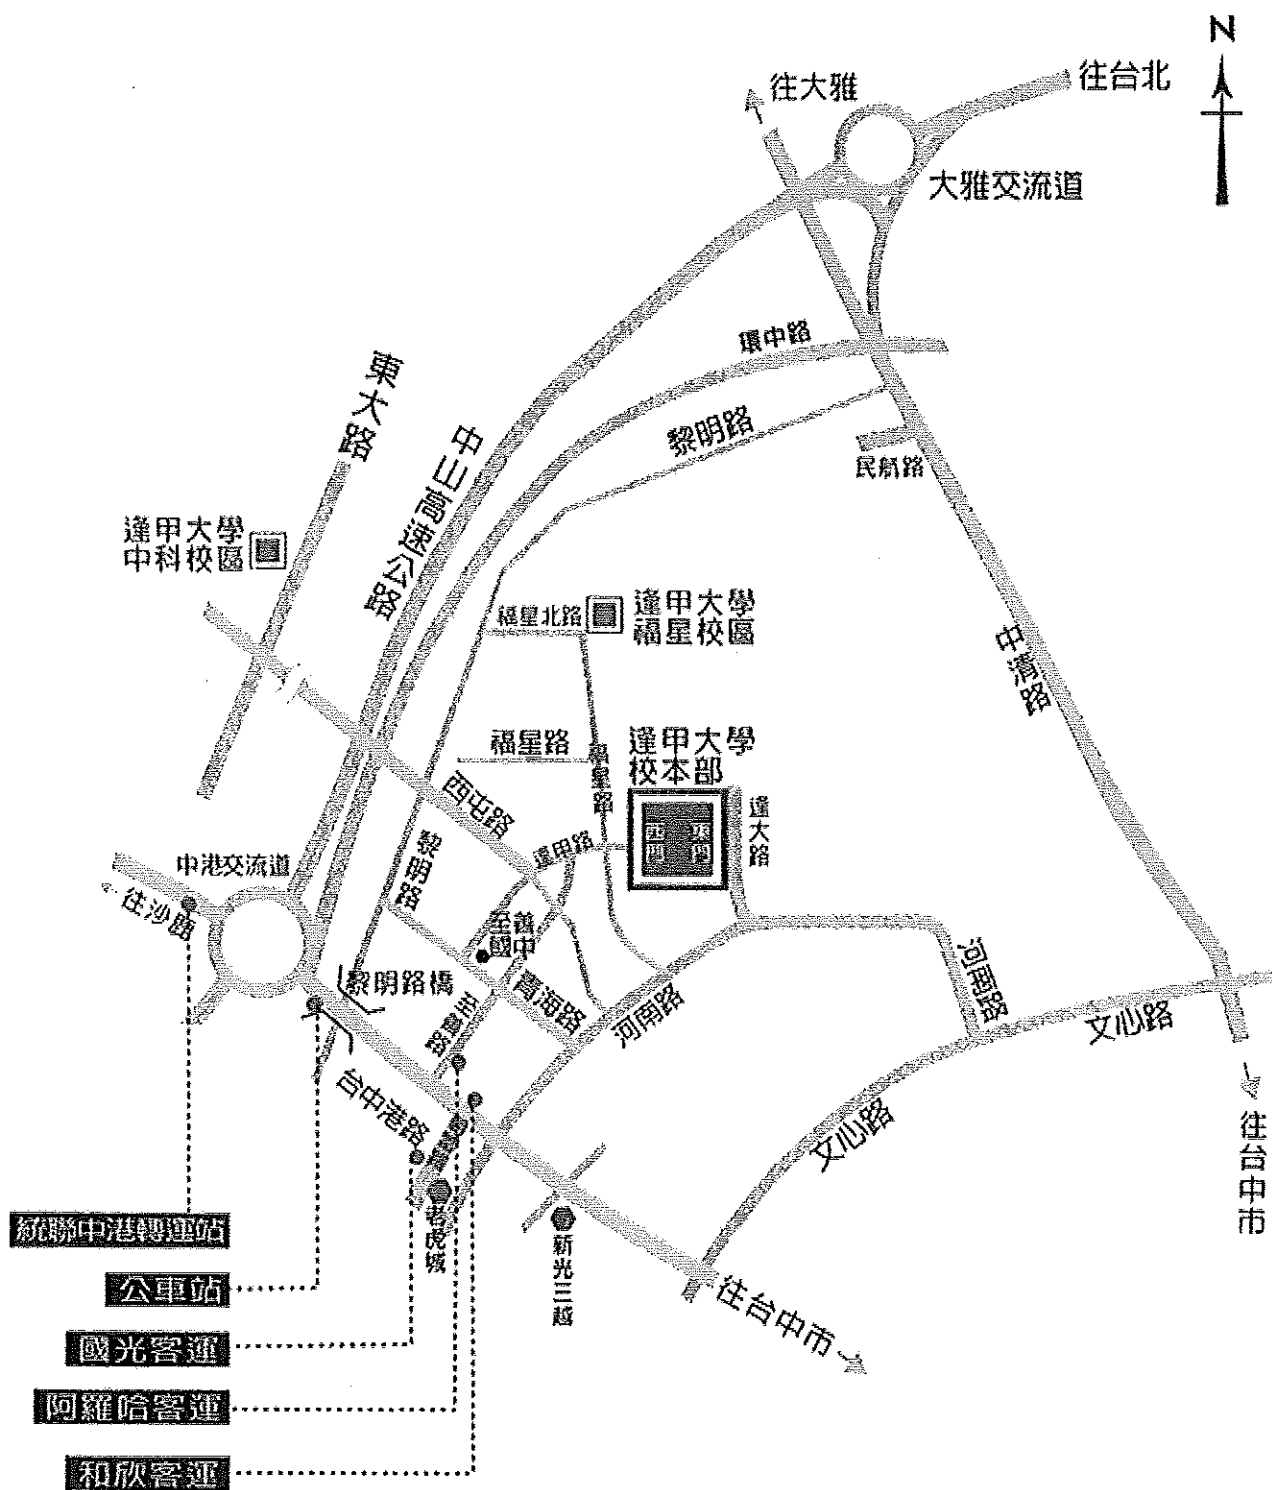 N
往台北
往大雅
大雅交流道
環中路
東大路
黎明路
民航路
中山高速公路
逢甲大學
中科校區
福星北路
逢甲大學
福星校區
中清路
福星路
福星路
逢甲大學
校本部
西屯路
西門
東門
逢大路
逢甲路
黎明路
中港交流道
往沙鹿
至善
國中
河南路
黎明路橋
青海路
至善路
河南路
文心路
台中港路
文心路
往台中市
老虎城
新光三越
往台中市
統聯中港轉運站
公車站
國光客運
阿羅哈客運
和欣客運